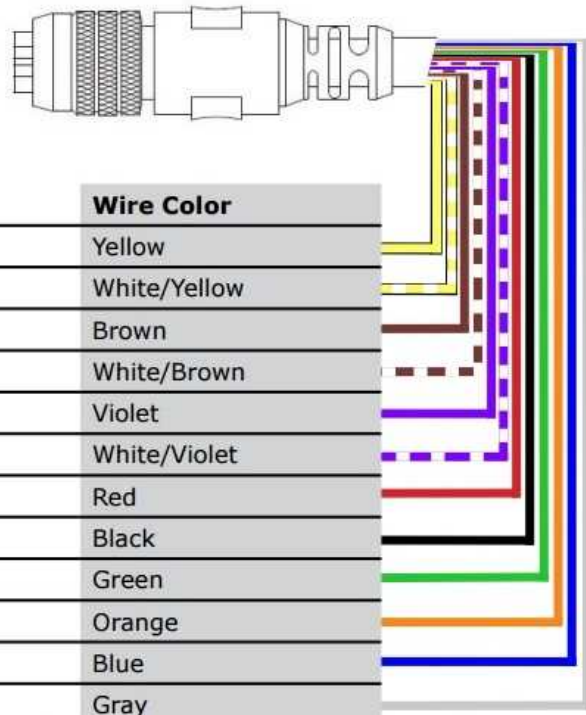 Wire Color
Yellow
White/Yellow
Brown
White/Brown
Violet
White/Violet
Red
Black
Green
Orange
Blue
Gray